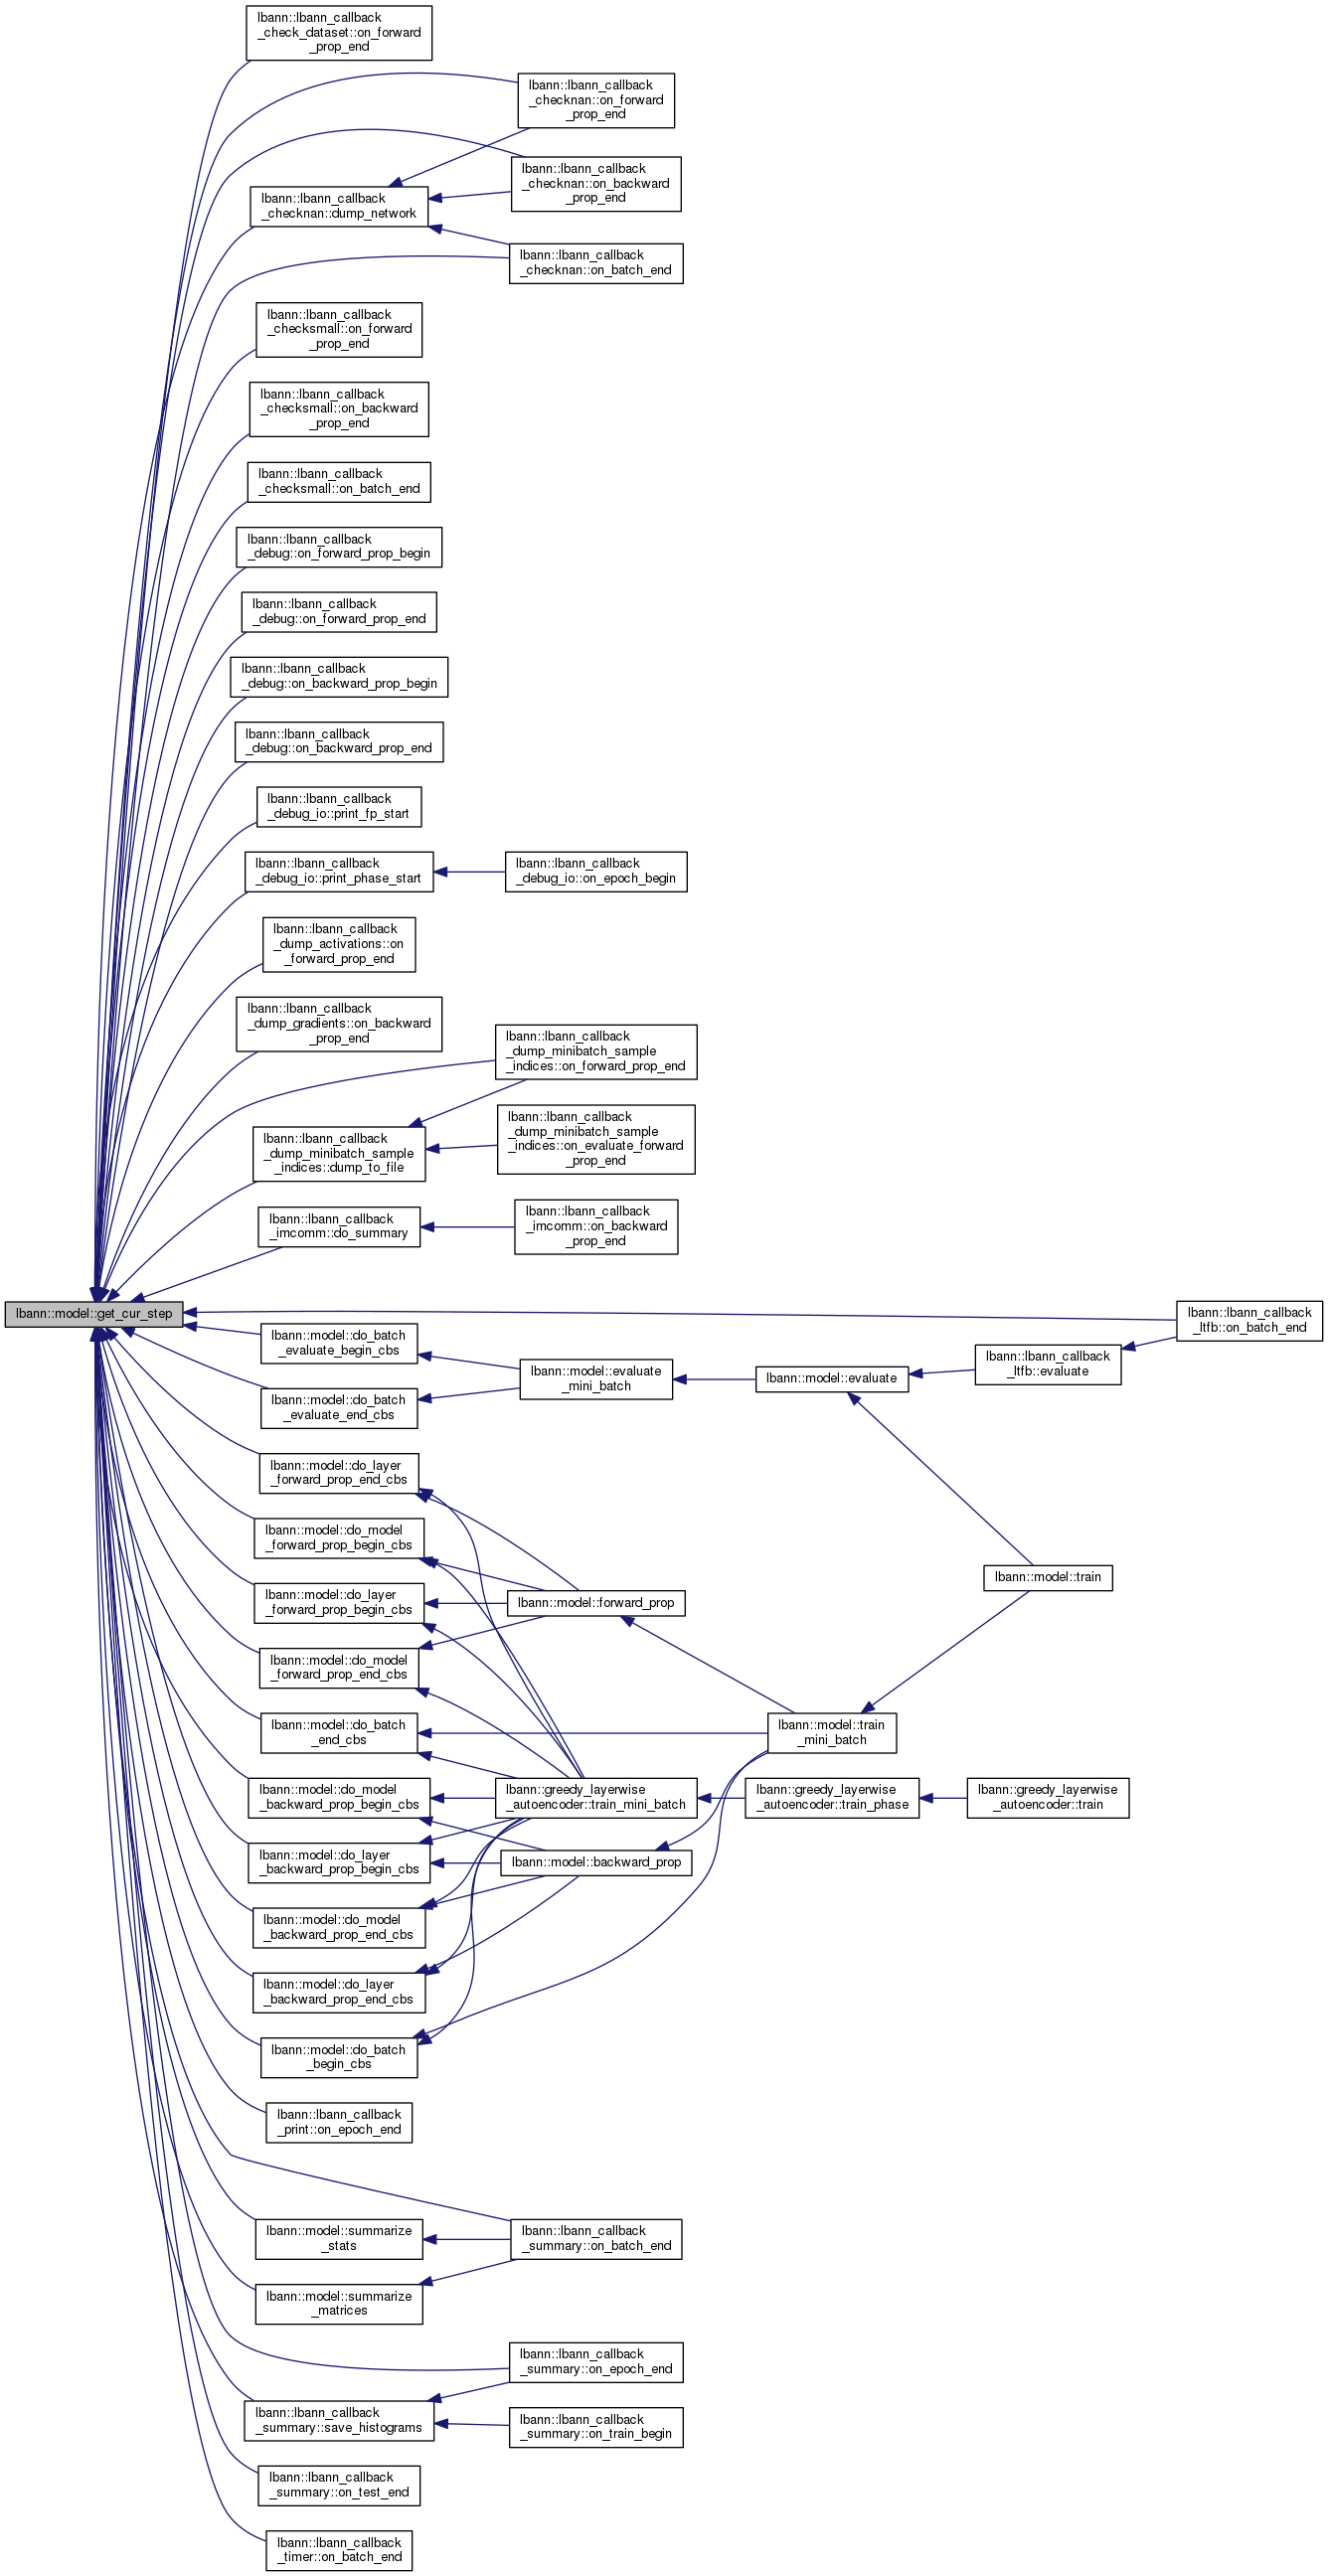 lbann::lbann_callback
_check_dataset::on_forward
_prop_end
lbann::lbann_callback
_checknan::on_forward
_prop_end
lbann::lbann_callback
_checknan::on_backward
_prop_end
lbann::lbann_callback
_checknan::dump_network
lbann::lbann_callback
_checknan::on_batch_end
lbann::lbann_callback
_checksmall::on_forward
_prop_end
lbann::lbann_callback
_checksmall::on_backward
_prop_end
lbann::lbann_callback
_checksmall::on_batch_end
lbann::lbann_callback
_debug::on_forward_prop_begin
lbann::lbann_callback
_debug::on_forward_prop_end
lbann::lbann_callback
_debug::on_backward_prop_begin
lbann::lbann_callback
_debug::on_backward_prop_end
lbann::lbann_callback
_debug_io::print_fp_start
lbann::lbann_callback
_debug_io::print_phase_start
lbann::lbann_callback
_debug_io::on_epoch_begin
lbann::lbann_callback
_dump_activations::on
_forward_prop_end
lbann::lbann_callback
_dump_gradients::on_backward
_prop_end
lbann::lbann_callback
_dump_minibatch_sample
_indices::on_forward_prop_end
lbann::lbann_callback
_dump_minibatch_sample
_indices::dump_to_file
lbann::lbann_callback
_dump_minibatch_sample
_indices::on_evaluate_forward
_prop_end
lbann::lbann_callback
_imcomm::do_summary
lbann::lbann_callback
_imcomm::on_backward
_prop_end
lbann::model::get_cur_step
lbann::lbann_callback
_ltfb::on_batch_end
lbann::model::do_batch
_evaluate_begin_cbs
lbann::model::evaluate
_mini_batch
lbann::model::evaluate
lbann::lbann_callback
_ltfb::evaluate
lbann::model::do_batch
_evaluate_end_cbs
lbann::model::do_layer
_forward_prop_end_cbs
lbann::model::do_model
_forward_prop_begin_cbs
lbann::model::do_layer
_forward_prop_begin_cbs
lbann::model::forward_prop
lbann::model::train
lbann::model::do_model
_forward_prop_end_cbs
lbann::model::do_batch
_end_cbs
lbann::model::train
_mini_batch
lbann::model::do_model
_backward_prop_begin_cbs
lbann::greedy_layerwise
_autoencoder::train_mini_batch
lbann::greedy_layerwise
_autoencoder::train_phase
lbann::greedy_layerwise
_autoencoder::train
lbann::model::do_layer
_backward_prop_begin_cbs
lbann::model::backward_prop
lbann::model::do_model
_backward_prop_end_cbs
lbann::model::do_layer
_backward_prop_end_cbs
lbann::model::do_batch
_begin_cbs
lbann::lbann_callback
_print::on_epoch_end
lbann::model::summarize
_stats
lbann::lbann_callback
_summary::on_batch_end
lbann::model::summarize
_matrices
lbann::lbann_callback
_summary::on_epoch_end
lbann::lbann_callback
_summary::save_histograms
lbann::lbann_callback
_summary::on_train_begin
lbann::lbann_callback
_summary::on_test_end
lbann::lbann_callback
_timer::on_batch_end